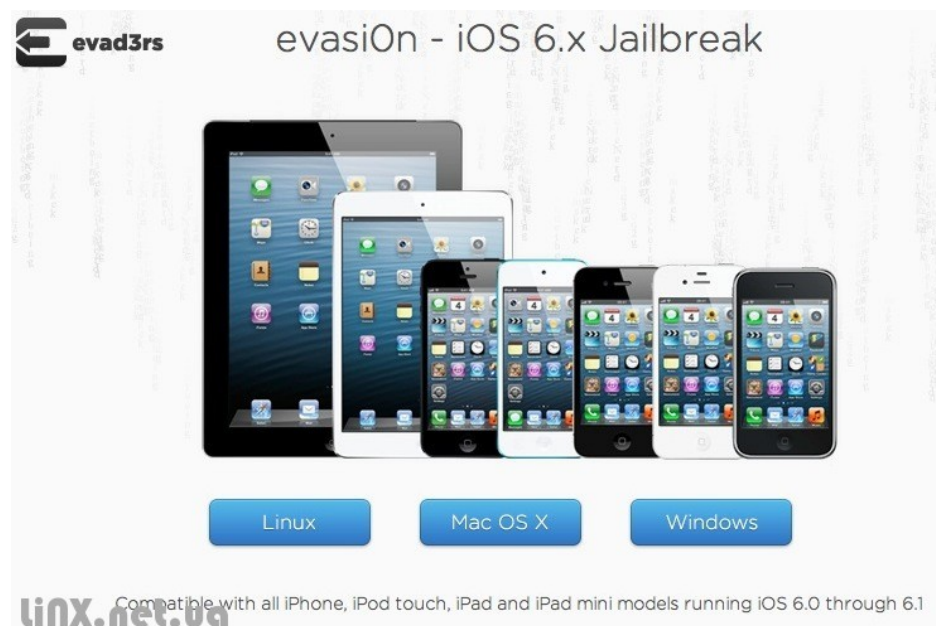 evad3rs
evasi0n - iOS 6.x Jailbreak
Linux
Mac OS X
Windows
Compatible with all iPhone, iPod touch, iPad and iPad mini models running iOS 6.0 through 6.1
LiNX.net.ua